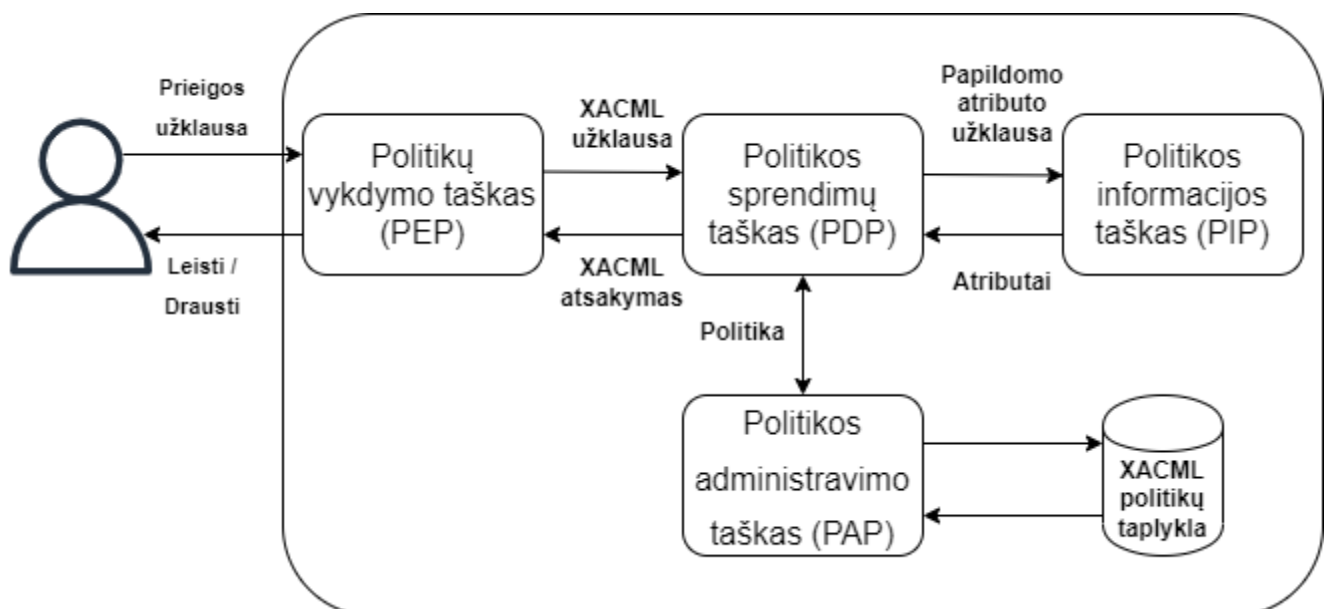 Prieigos
užklausa
Leisti /
Drausti
Politikų
vykdymo taškas
(PEP)
XACML
užklausa
XACML
atsakymas
Politikos
sprendimų
taškas (PDP)
Papildomo
atributo
užklausa
Atributai
Politikos
informacijos
taškas (PIP)
Politika
Politikos
administravimo
taškas (PAP)
XACML
politikų
taplykla